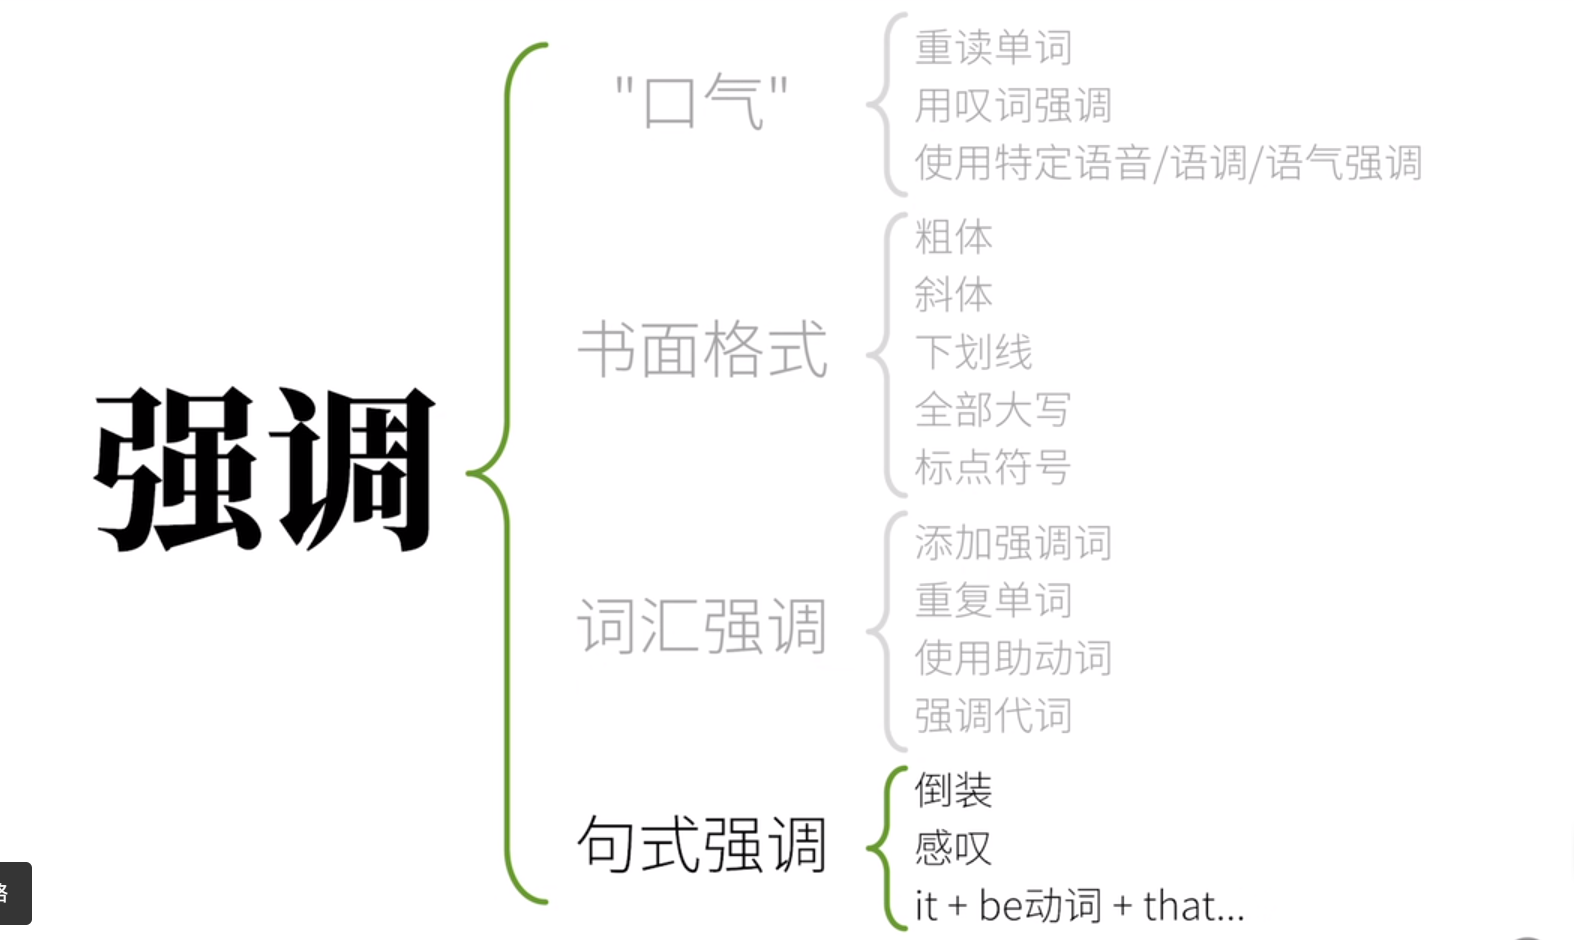 强调
"口气"
重读单词
用叹词强调
使用特定语音/语调/语气强调
书面格式
粗体
斜体
下划线
全部大写
标点符号
词汇强调
添加强调词
重复单词
使用助动词
强调代词
句式强调
倒装
感叹
it + be动词 + that...